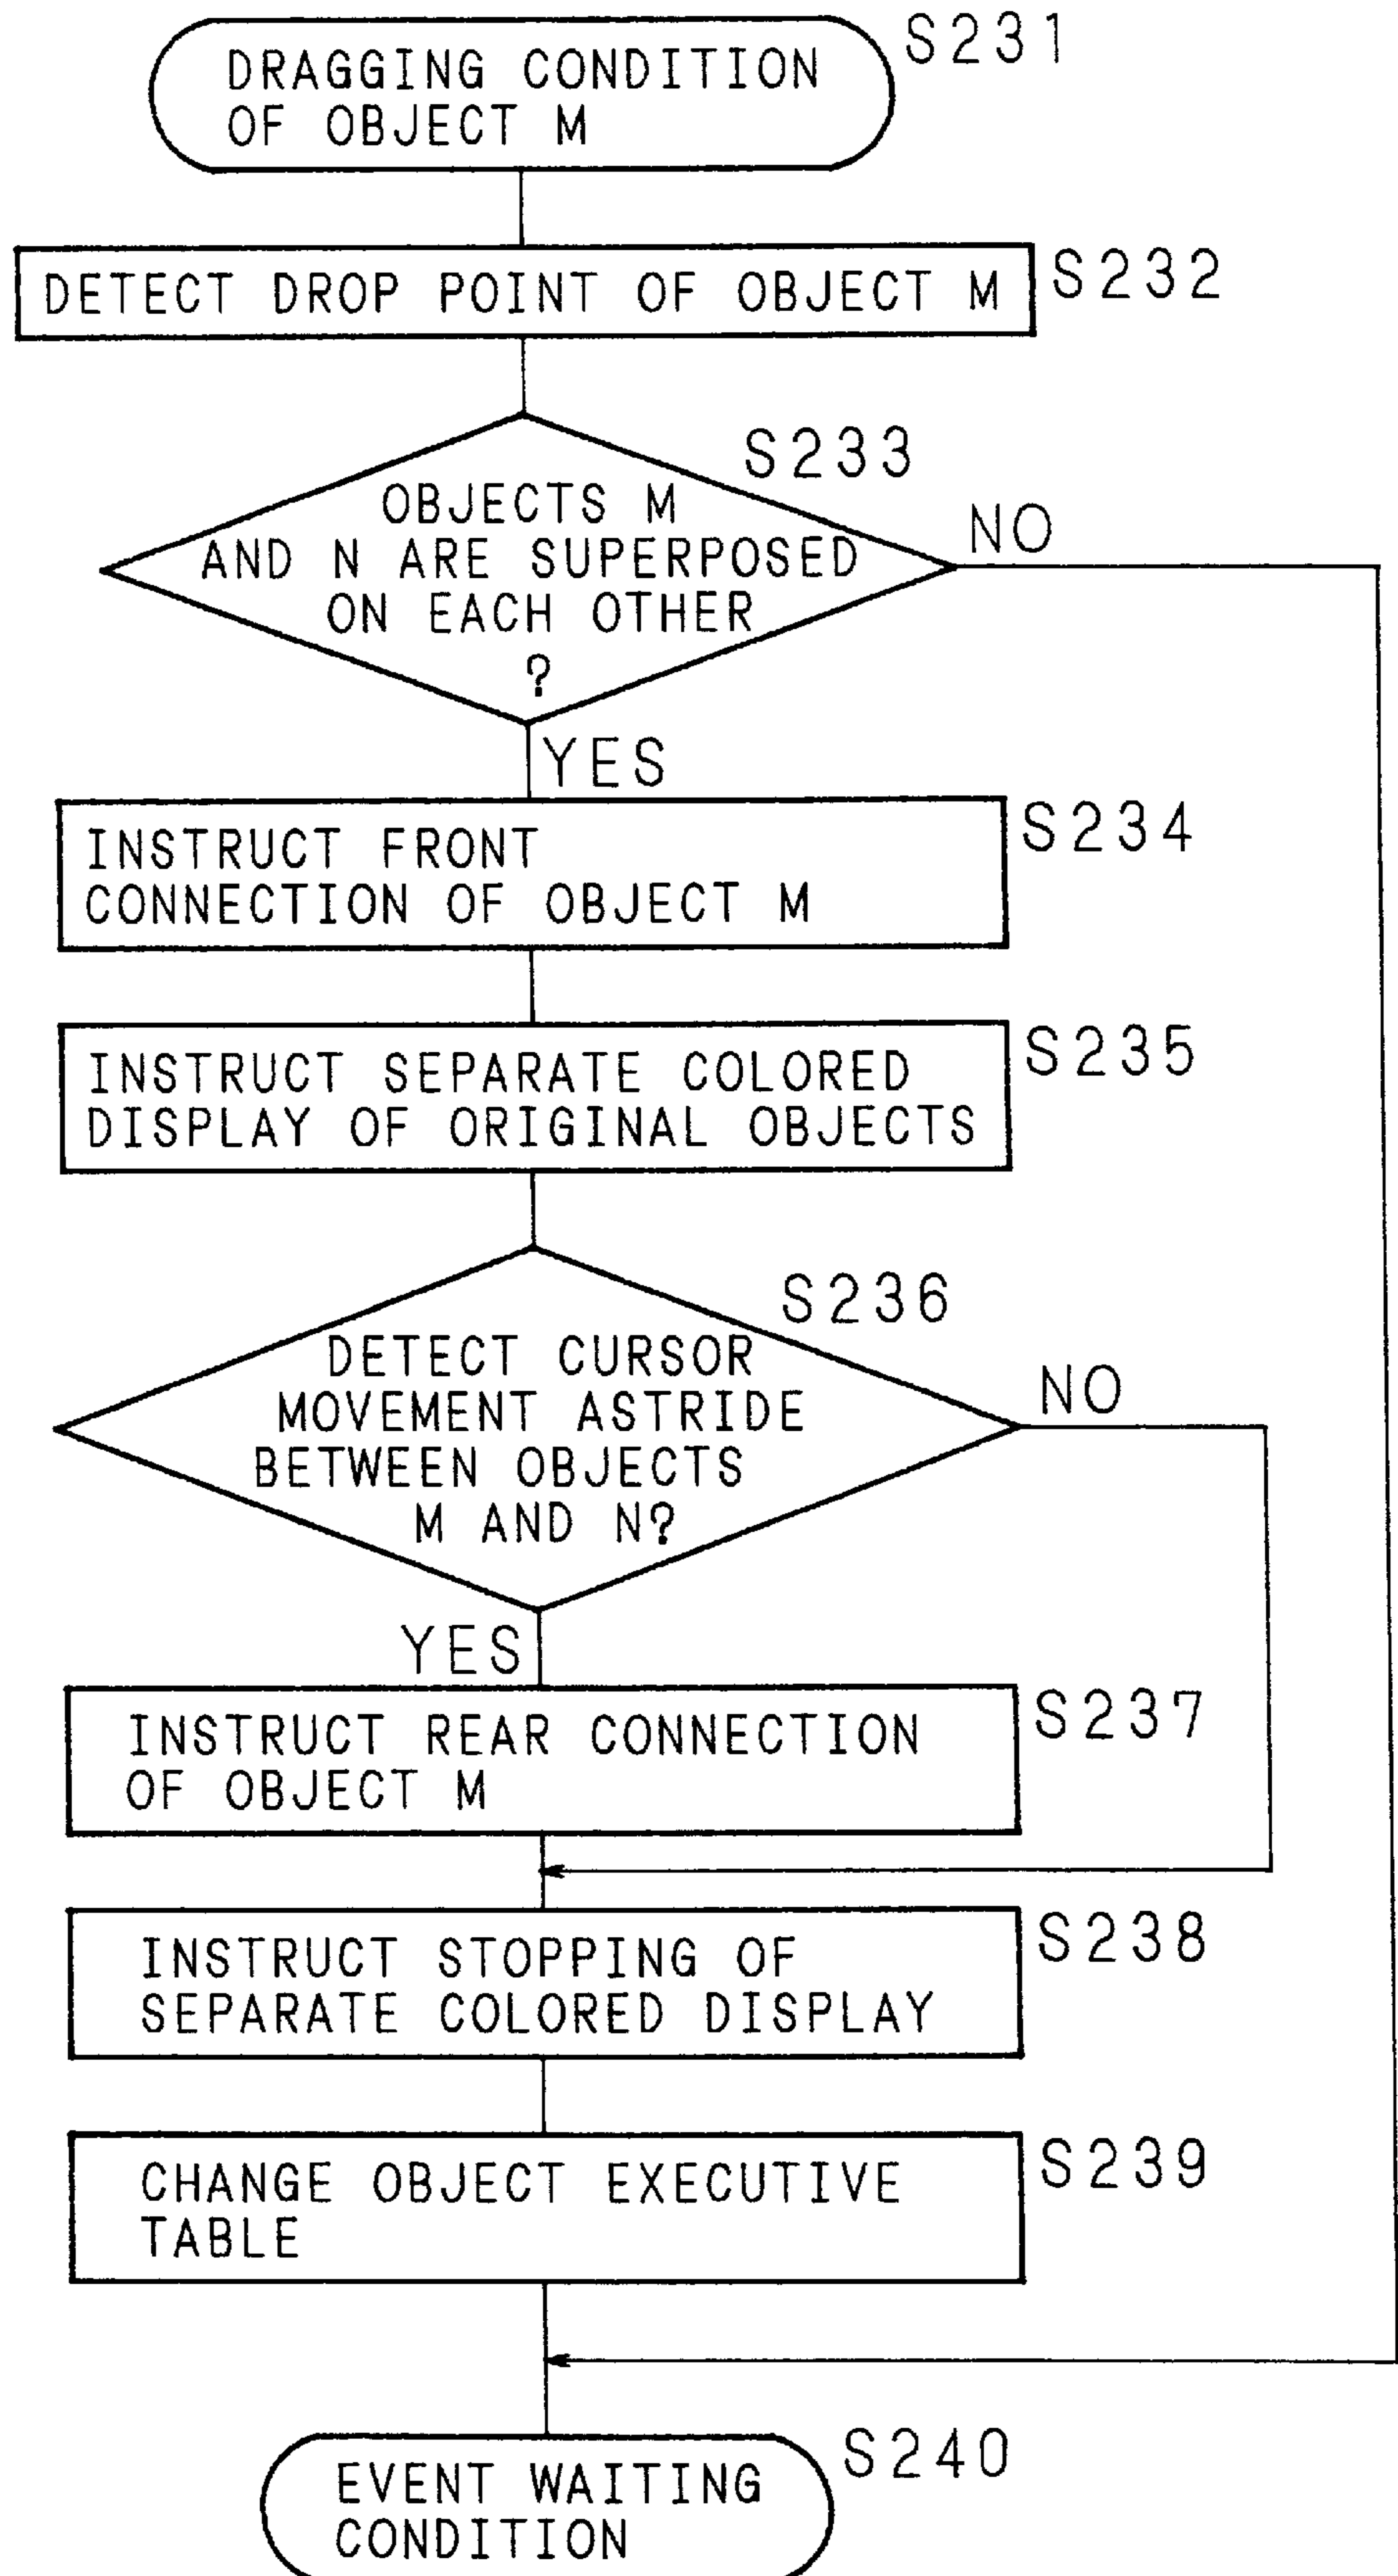 S231
DRAGGING CONDITION
OF OBJECT M
DETECT DROP POINT OF OBJECT M
S232
S233
OBJECTS M
AND N ARE SUPERPOSED
ON EACH OTHER
?
NO
YES
S234
INSTRUCT FRONT
CONNECTION OF OBJECT M
S235
INSTRUCT SEPARATE COLORED
DISPLAY OF ORIGINAL OBJECTS
S236
DETECT CURSOR
MOVEMENT ASTRIDE
BETWEEN OBJECTS
M AND N?
NO
YES
S237
INSTRUCT REAR CONNECTION
OF OBJECT M
S238
INSTRUCT STOPPING OF
SEPARATE COLORED DISPLAY
S239
CHANGE OBJECT EXECUTIVE
TABLE
S240
EVENT WAITING
CONDITION